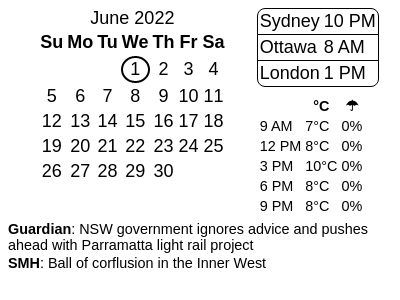 June 2022
Su Mo Tu We Th Fr Sa
1 2 3 4
5 6 7 8 9 10 11
12 13 14 15 16 17 18
19 20 21 22 23 24 25
26 27 28 29 30
Sydney 10 PM
Ottawa 8 AM
London 1 PM
°C ☂
9 AM 7°C 0%
12 PM 8°C 0%
3 PM 10°C 0%
6 PM 8°C 0%
9 PM 8°C 0%
Guardian: NSW government ignores advice and pushes
ahead with Parramatta light rail project
SMH: Ball of corflusion in the Inner West